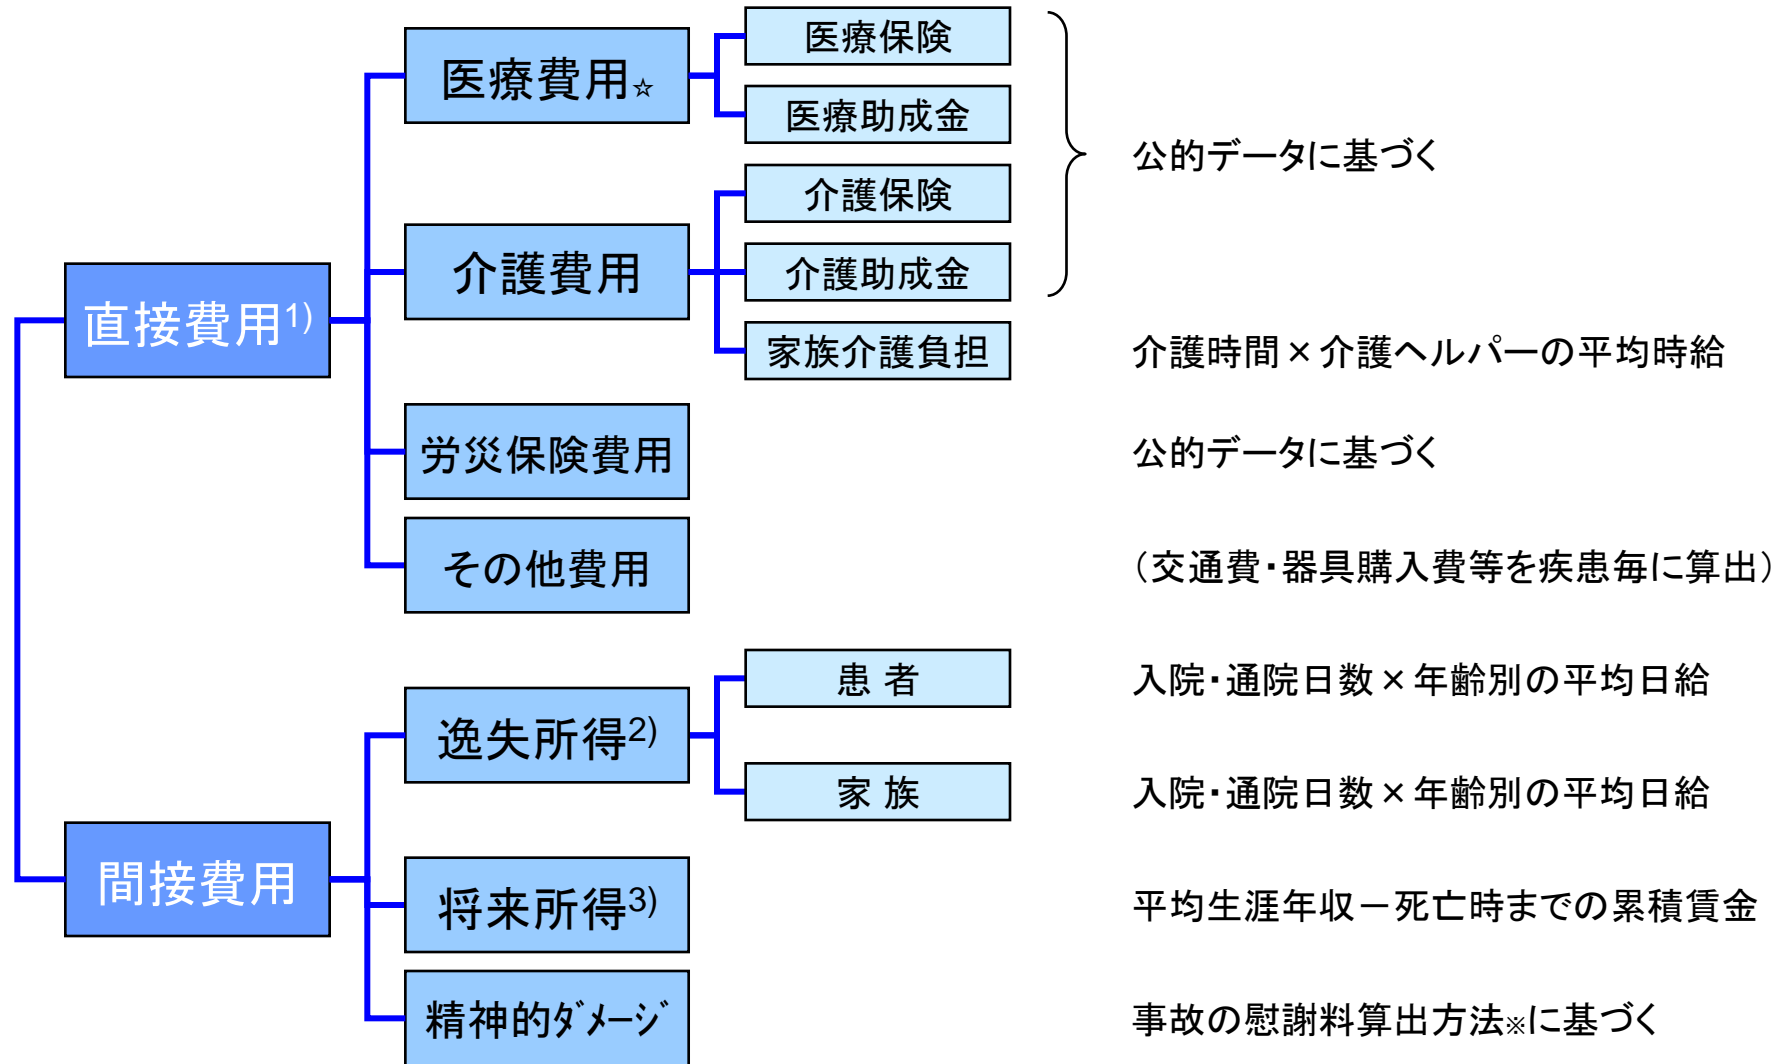 医療保険
医療費用☆
医療助成金
公的データに基づく
介護保険
介護費用
介護助成金
直接費用1)
家族介護負担
介護時間×介護ヘルパーの平均時給
労災保険費用
公的データに基づく
その他費用
（交通費・器具購入費等を疾患毎に算出）
患 者
入院・通院日数×年齢別の平均日給
逸失所得2)
家 族
入院・通院日数×年齢別の平均日給
間接費用
将来所得3)
平均生涯年収－死亡時までの累積賃金
精神的ﾀﾞﾒｰｼﾞ
事故の慰謝料算出方法※に基づく